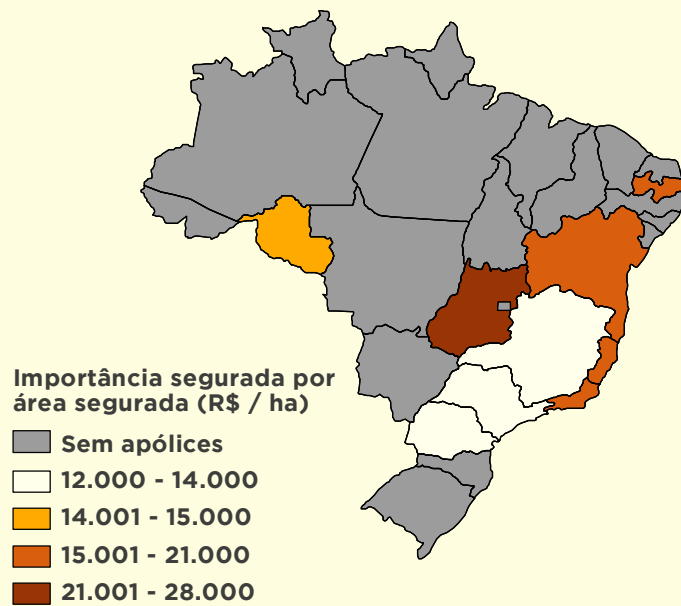 Importância segurada por
área segurada (R$ / ha)
Sem apólices
12.000 - 14.000
14.001 - 15.000
15.001 - 21.000
21.001 - 28.000